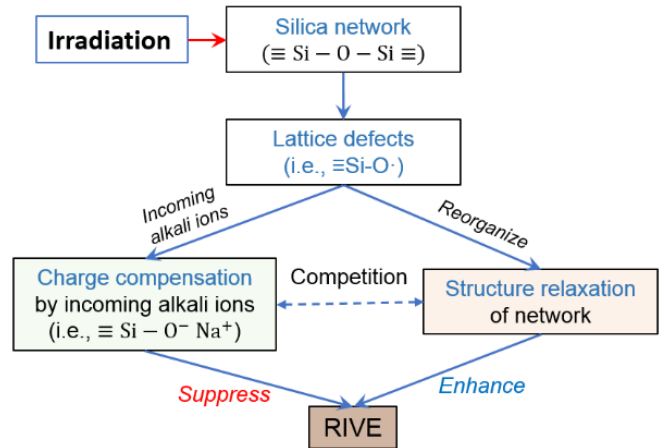 Irradiation
Silica network
(≡ Si − O − Si ≡)
Lattice defects
(i.e., ≡Si-O·)
Incoming
alkali ions
Reorganize
Charge compensation
by incoming alkali ions
(i.e., ≡ Si − O⁻ Na⁺)
Competition
Structure relaxation
of network
Suppress
Enhance
RIVE